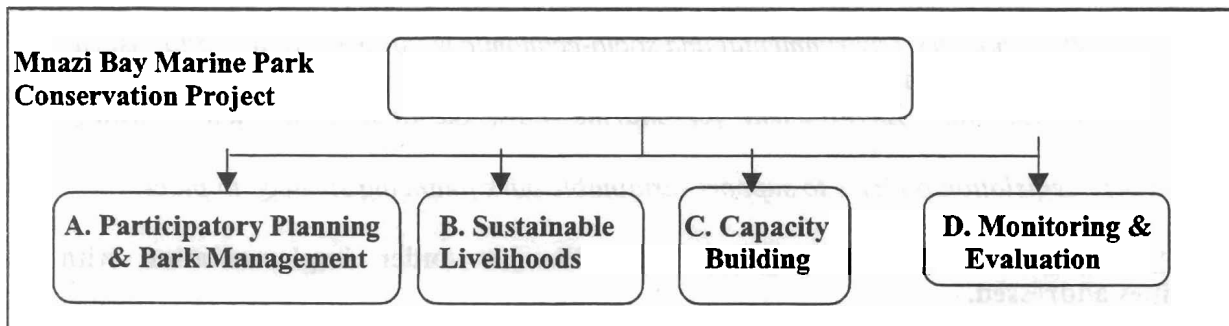 Mnazi Bay Marine Park
Conservation Project
A. Participatory Planning
& Park Management
B. Sustainable
Livelihoods
C. Capacity
Building
D. Monitoring &
Evaluation